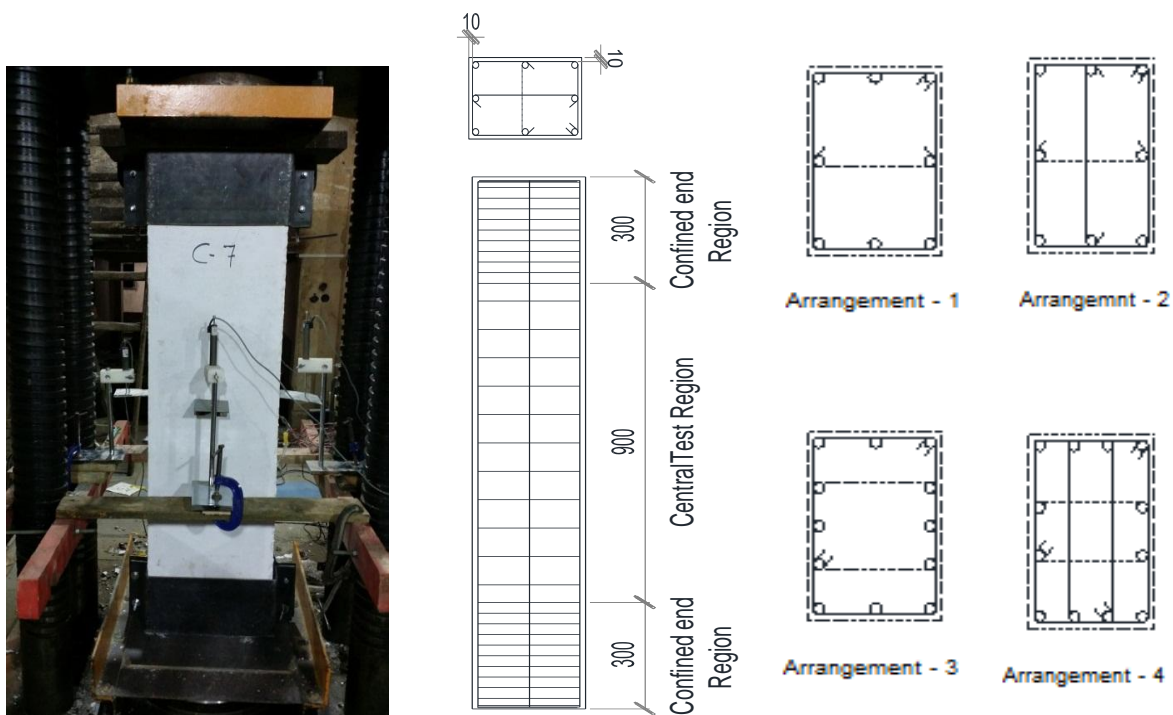 C-7
10
10
300
Confined end
Region
900
CentralTest Region
300
Confined end
Region
Arrangement - 1
Arrangemnt - 2
Arrangement - 3
Arrangement - 4